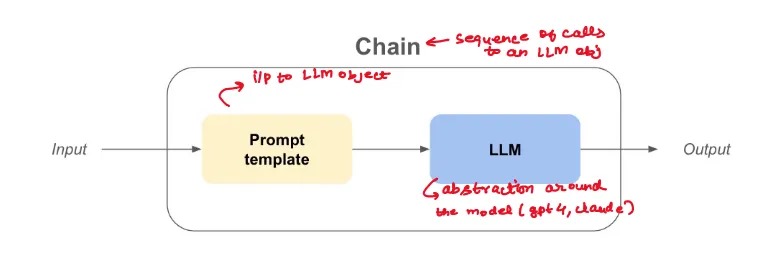 Chain ← sequence of calls
to an LLM obj
i/p to LLM object
Input
Prompt
template
LLM
Output
abstraction around
the model (gpt 4, claude)